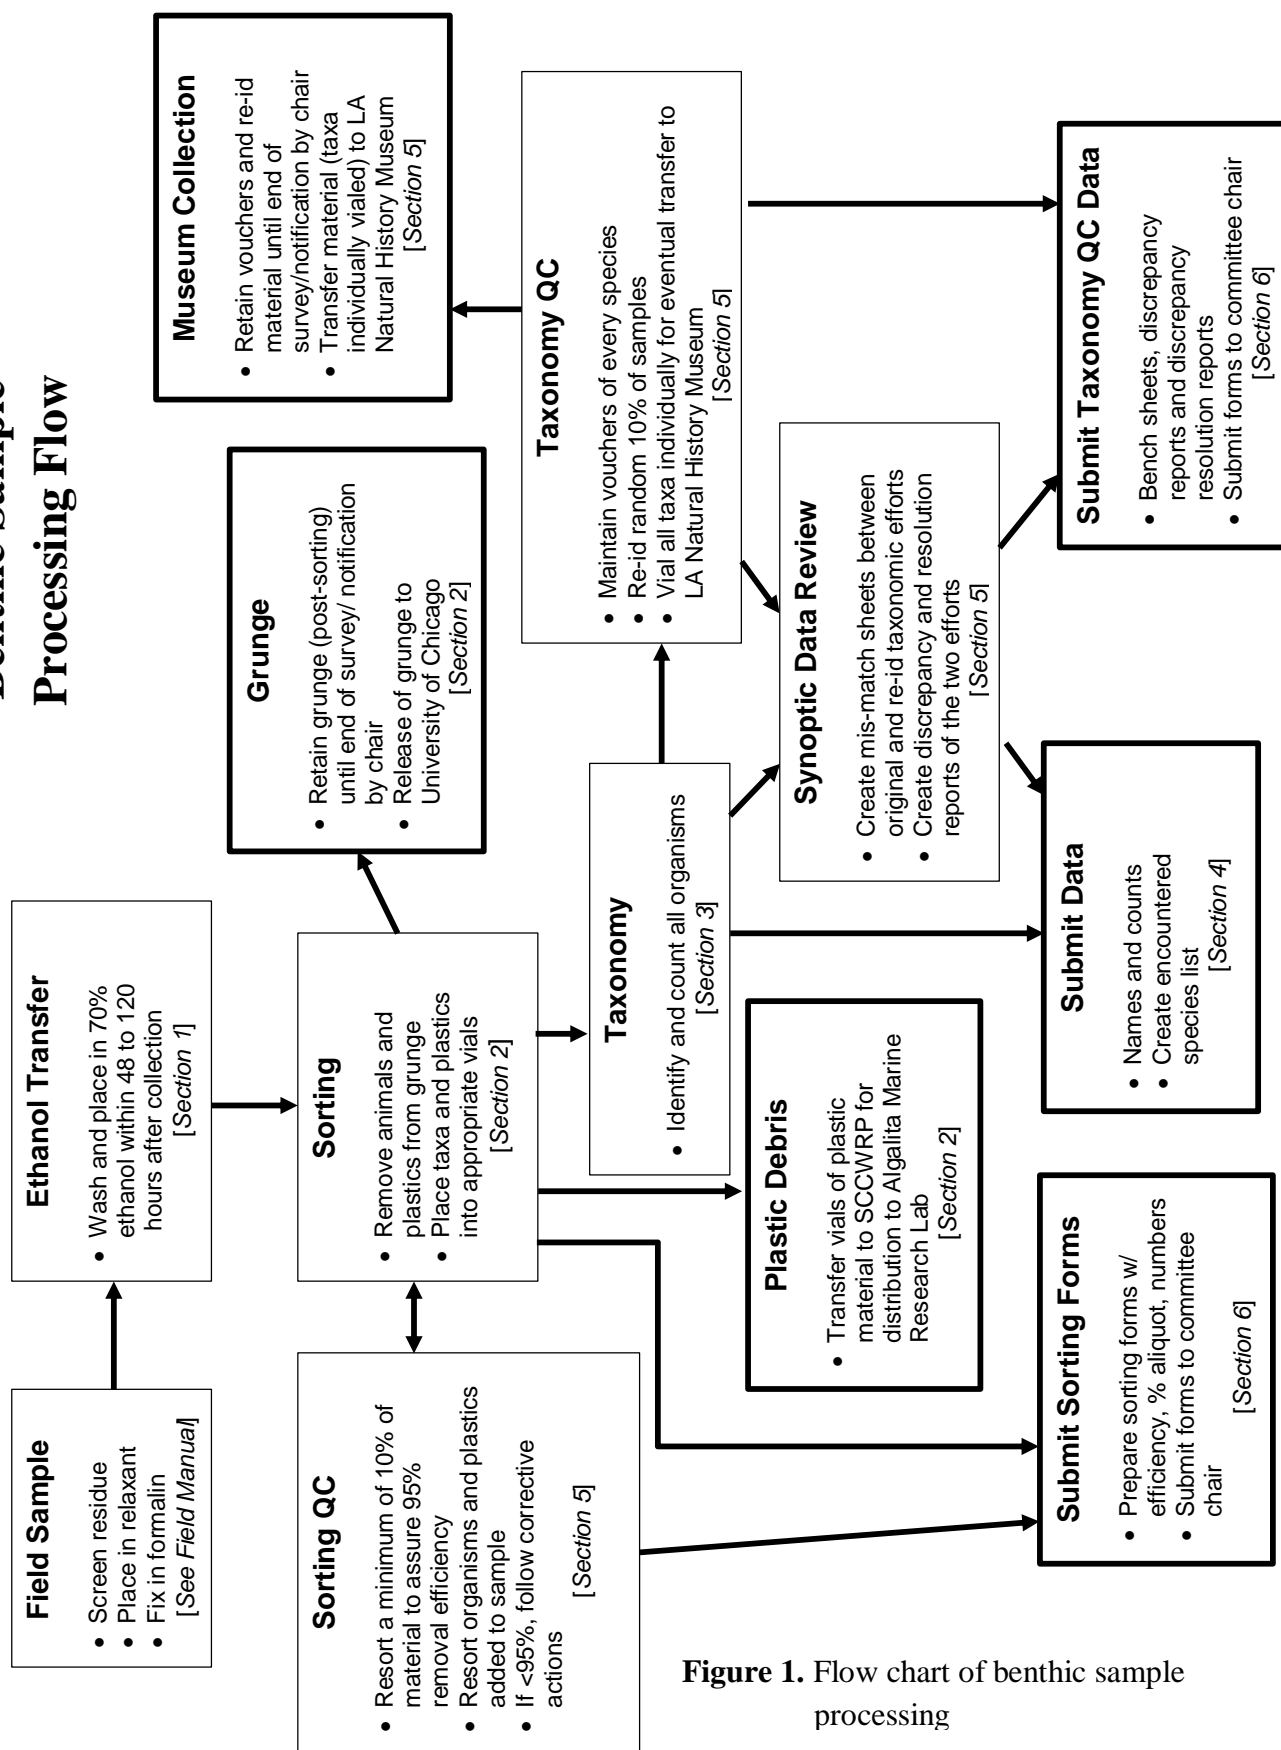 Processing Flow
Field Sample
• Screen residue
• Place in relaxant
• Fix in formalin
[See Field Manual]
Ethanol Transfer
• Wash and place in 70%
ethanol within 48 to 120
hours after collection
[Section 1]
Sorting QC
• Resort a minimum of 10% of
material to assure 95%
removal efficiency
• Resort organisms and plastics
added to sample
• If <95%, follow corrective
actions
[Section 5]
Sorting
• Remove animals and
plastics from grunge
• Place taxa and plastics
into appropriate vials
[Section 2]
Grunge
• Retain grunge (post-sorting)
until end of survey/ notification
by chair
• Release of grunge to
University of Chicago
[Section 2]
Museum Collection
• Retain vouchers and re-id
material until end of
survey/notification by chair
• Transfer material (taxa
individually vialed) to LA
Natural History Museum
[Section 5]
Taxonomy
• Identify and count all organisms
[Section 3]
Taxonomy QC
• Maintain vouchers of every species
• Re-id random 10% of samples
• Vial all taxa individually for eventual transfer to
LA Natural History Museum
[Section 5]
Plastic Debris
• Transfer vials of plastic
material to SCCWRP for
distribution to Algalita Marine
Research Lab
[Section 2]
Synoptic Data Review
• Create mis-match sheets between
original and re-id taxonomic efforts
• Create discrepancy and resolution
reports of the two efforts
[Section 5]
Submit Sorting Forms
• Prepare sorting forms w/
efficiency, % aliquot, numbers
• Submit forms to committee
chair
[Section 6]
Submit Data
• Names and counts
• Create encountered
species list
[Section 4]
Submit Taxonomy QC Data
• Bench sheets, discrepancy
reports and discrepancy
resolution reports
• Submit forms to committee chair
[Section 6]
Figure 1. Flow chart of benthic sample
processing